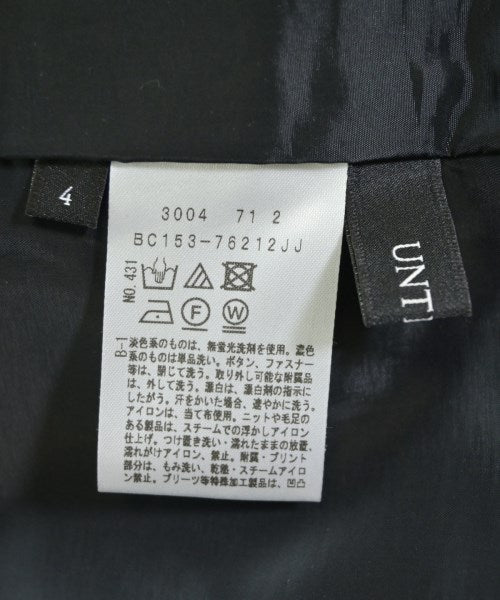 4
3004 71 2
BC153-76212JJ
NO.431
F
W
B-1
淡色系のものは、無蛍光洗剤を使用。濃色
系のものは単品洗い。ボタン、ファスナー
等は、閉じて洗う。取り外し可能な附属品
は、外して洗う。漂白は、漂白剤の指示に
したがう。汗をかいた場合、速やかに洗う。
アイロンは、当て布使用。ニットや毛足の
ある製品は、スチームでの浮かしアイロン
仕上げ。つけ置き洗い・濡れたままの放置、
濡れがけアイロン、禁止。附属・プリント
部分は、もみ洗い、乾燥・スチームアイロ
ン禁止。プリーツ等特殊加工製品は、凹凸
UNTI